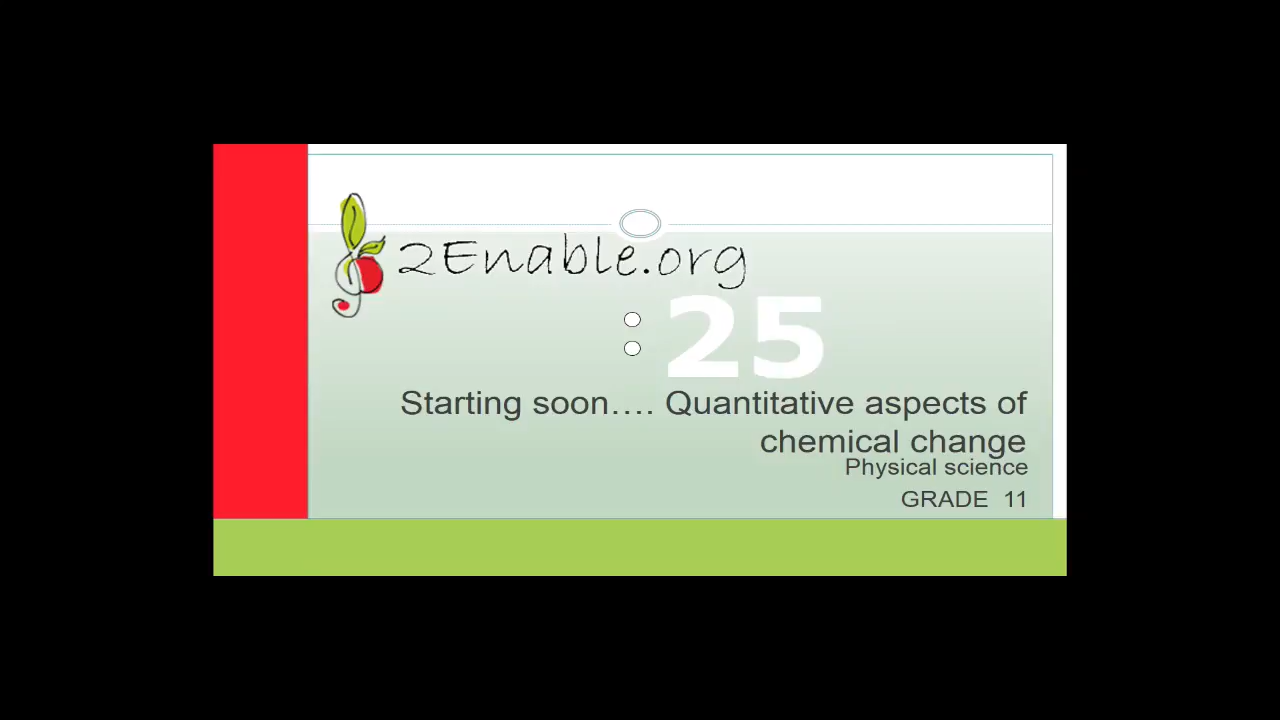 2Enable.org
:25
Starting soon…. Quantitative aspects of
chemical change
Physical science
GRADE 11